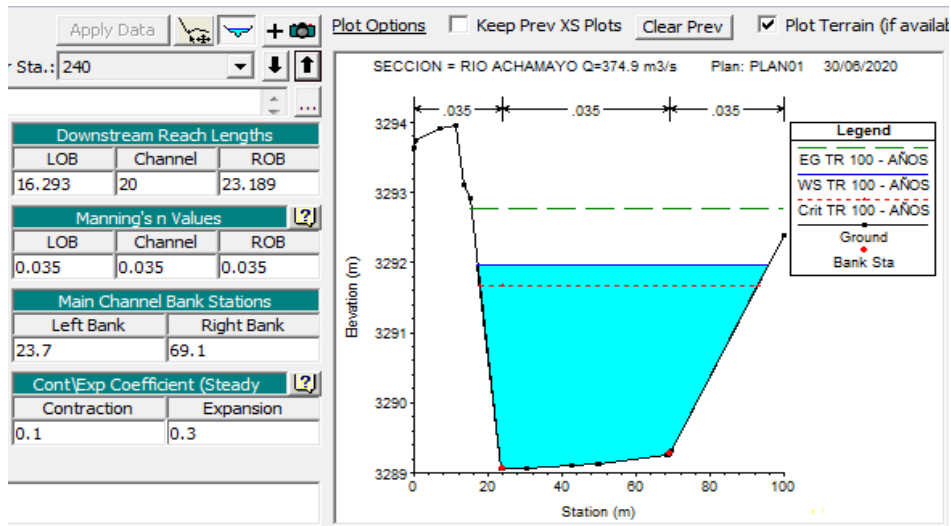 Apply Data
Plot Options Keep Prev XS Plots Clear Prev Plot Terrain (if availab
r Sta.: 240
...
Downstream Reach Lengths
LOB Channel ROB
16.293 20 23.189
Manning's n Values
LOB Channel ROB
0.035 0.035 0.035
Main Channel Bank Stations
Left Bank Right Bank
23.7 69.1
Cont\Exp Coefficient (Steady
Contraction Expansion
0.1 0.3
SECCION = RIO ACHAMAYO Q=374.9 m3/s Plan: PLAN01 30/06/2020
.035 .035 .035
3294
3293
3292
3291
3290
3289
Elevation (m)
0 20 40 60 80 100
Station (m)
Legend
EG TR 100 - AÑOS
WS TR 100 - AÑOS
Crit TR 100 - AÑOS
Ground
Bank Sta